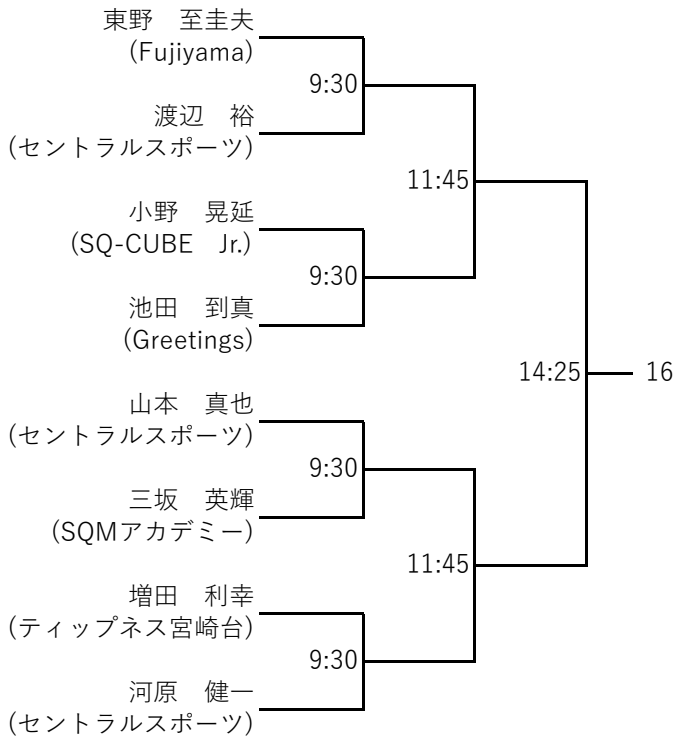 東野　至圭夫
(Fujiyama)
9:30
渡辺　裕
(セントラルスポーツ)
11:45
小野　晃延
(SQ-CUBE　Jr.)
9:30
池田　到真
(Greetings)
14:25
16
山本　真也
(セントラルスポーツ)
9:30
三坂　英輝
(SQMアカデミー)
11:45
増田　利幸
(ティップネス宮崎台)
9:30
河原　健一
(セントラルスポーツ)